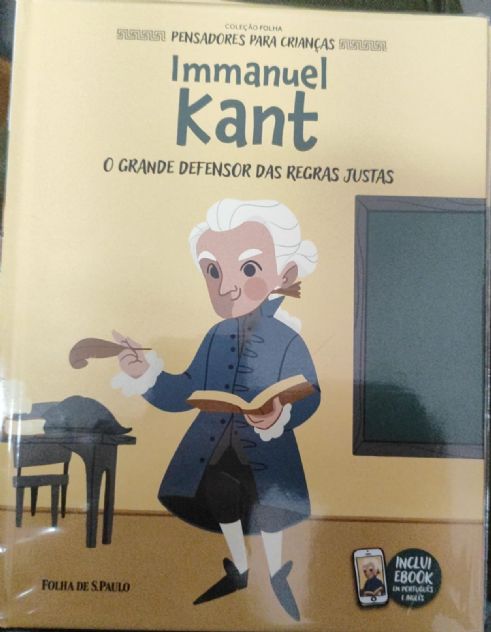 COLEÇÃO FOLHA
PENSADORES PARA CRIANÇAS
Immanuel
Kant
O GRANDE DEFENSOR DAS REGRAS JUSTAS
INCLUI
EBOOK
EM PORTUGUÊS
E INGLÊS
FOLHA DE S.PAULO